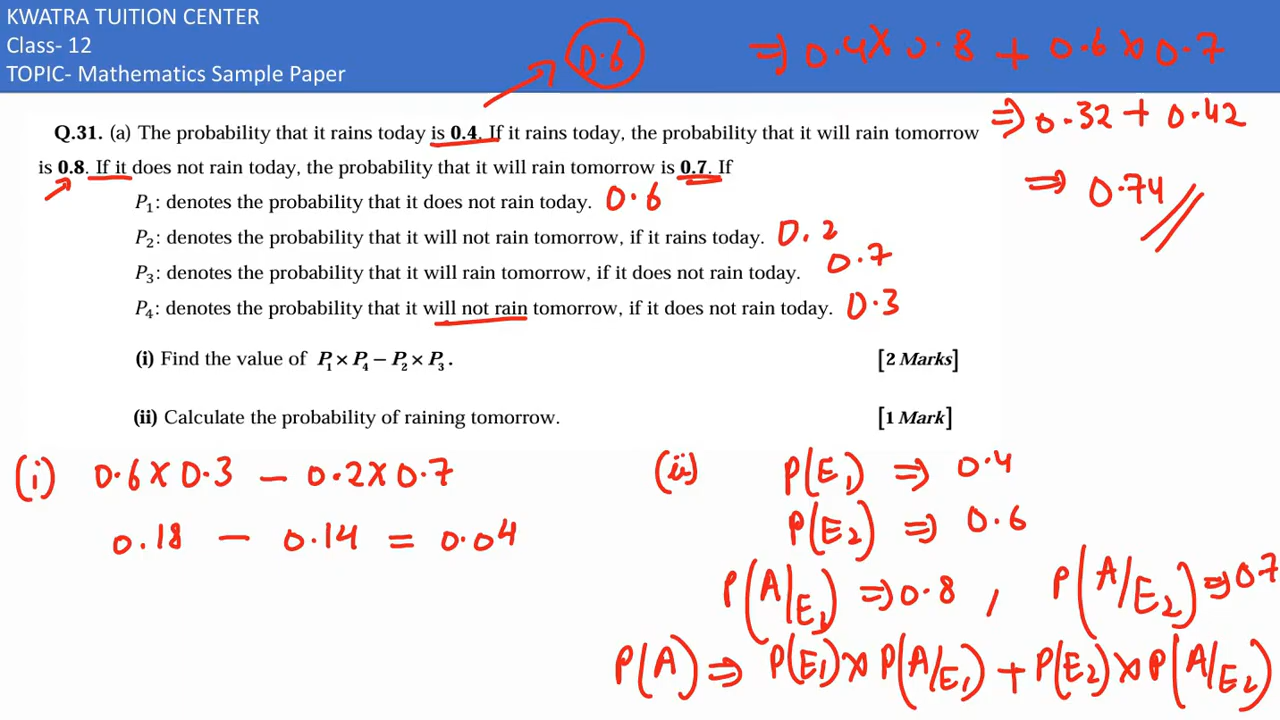 KWATRA TUITION CENTER
Class- 12
TOPIC- Mathematics Sample Paper
0.6
⇒ 0.4 × 0.8 + 0.6 × 0.7
⇒ 0.32 + 0.42
⇒ 0.74 //
Q.31. (a) The probability that it rains today is 0.4. If it rains today, the probability that it will rain tomorrow
is 0.8. If it does not rain today, the probability that it will rain tomorrow is 0.7. If
P₁: denotes the probability that it does not rain today. 0.6
P₂: denotes the probability that it will not rain tomorrow, if it rains today. 0.2
P₃: denotes the probability that it will rain tomorrow, if it does not rain today. 0.7
P₄: denotes the probability that it will not rain tomorrow, if it does not rain today. 0.3
(i) Find the value of P₁ × P₄ – P₂ × P₃. [2 Marks]
(ii) Calculate the probability of raining tomorrow. [1 Mark]
(i) 0.6 × 0.3 – 0.2 × 0.7
0.18 – 0.14 = 0.04
(ii) P(E₁) ⇒ 0.4
P(E₂) ⇒ 0.6
P(A/E₁) ⇒ 0.8 , P(A/E₂) ⇒ 0.7
P(A) ⇒ P(E₁) × P(A/E₁) + P(E₂) × P(A/E₂)